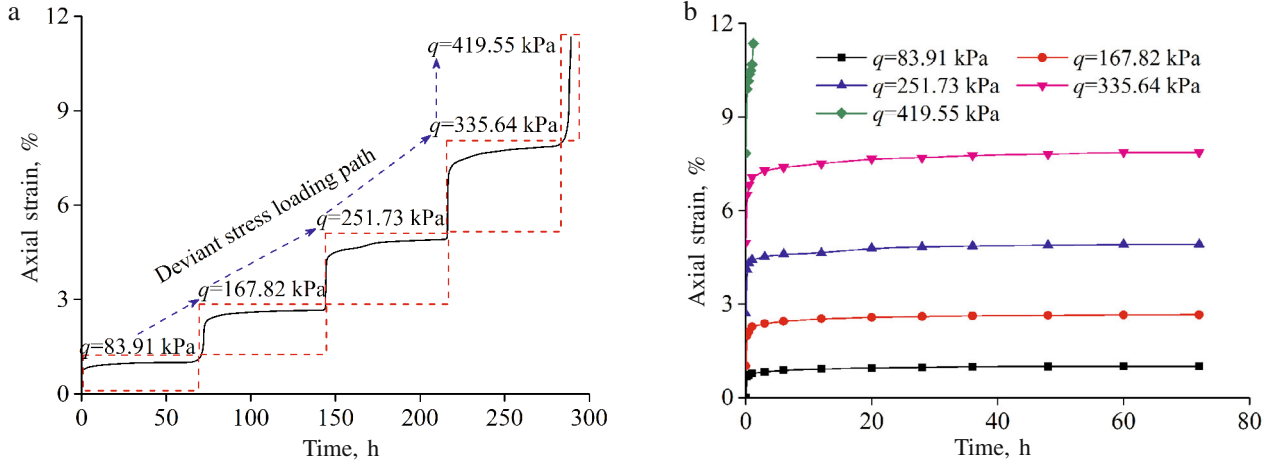 a
12
9
6
3
0
Axial strain, %
q=419.55 kPa
q=335.64 kPa
q=251.73 kPa
q=167.82 kPa
q=83.91 kPa
Deviant stress loading path
0 50 100 150 200 250 300
Time, h
b
12
9
6
3
0
Axial strain, %
q=83.91 kPa q=167.82 kPa
q=251.73 kPa q=335.64 kPa
q=419.55 kPa
0 20 40 60 80
Time, h